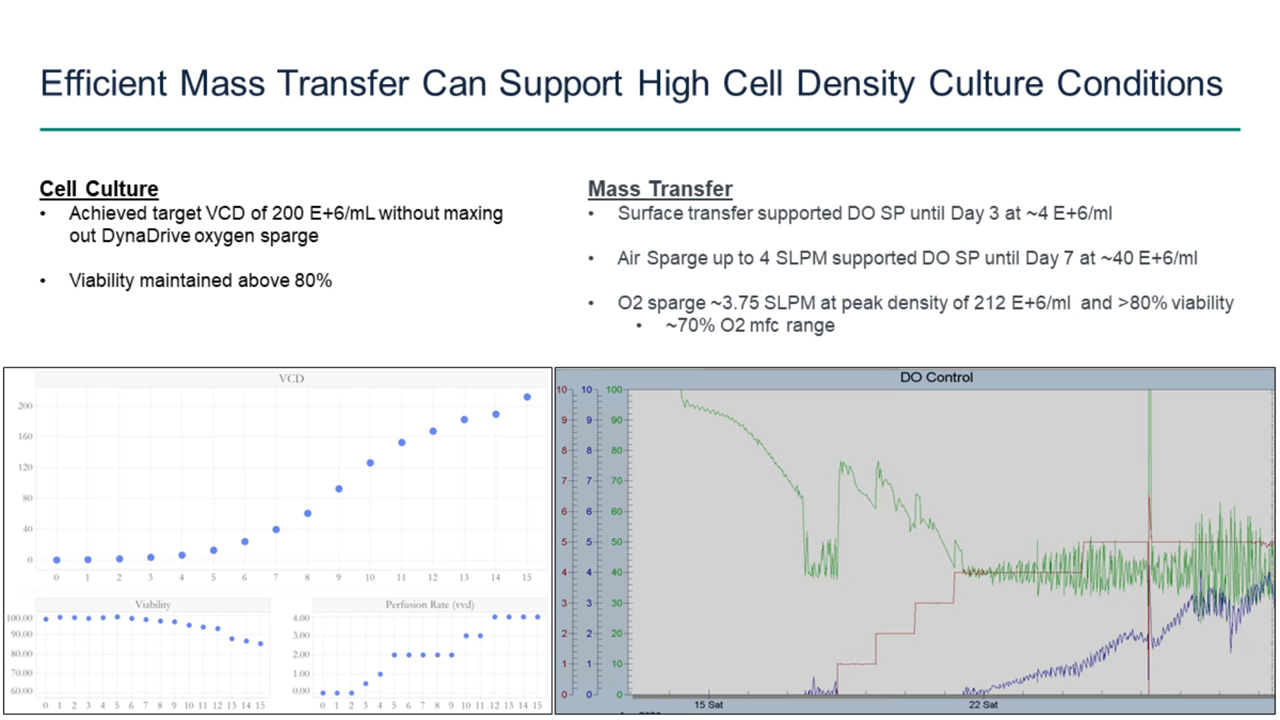 Efficient Mass Transfer Can Support High Cell Density Culture Conditions
Cell Culture
• Achieved target VCD of 200 E+6/mL without maxing
out DynaDrive oxygen sparge
• Viability maintained above 80%
Mass Transfer
• Surface transfer supported DO SP until Day 3 at ~4 E+6/ml
• Air Sparge up to 4 SLPM supported DO SP until Day 7 at ~40 E+6/ml
• O2 sparge ~3.75 SLPM at peak density of 212 E+6/ml and >80% viability
• ~70% O2 mfc range
VCD
200
160
120
80
40
0
0 1 2 3 4 5 6 7 8 9 10 11 12 13 14 15
Viability
100.00
90.00
80.00
70.00
60.00
0 1 2 3 4 5 6 7 8 9 10 11 12 13 14 15
Perfusion Rate (vvd)
4.00
3.00
2.00
1.00
0.00
0 1 2 3 4 5 6 7 8 9 10 11 12 13 14 15
DO Control
10 10 100
9 9 90
8 8 80
7 7 70
6 6 60
5 5 50
4 4 40
3 3 30
2 2 20
1 1 10
0 0 0
15 Sat 22 Sat